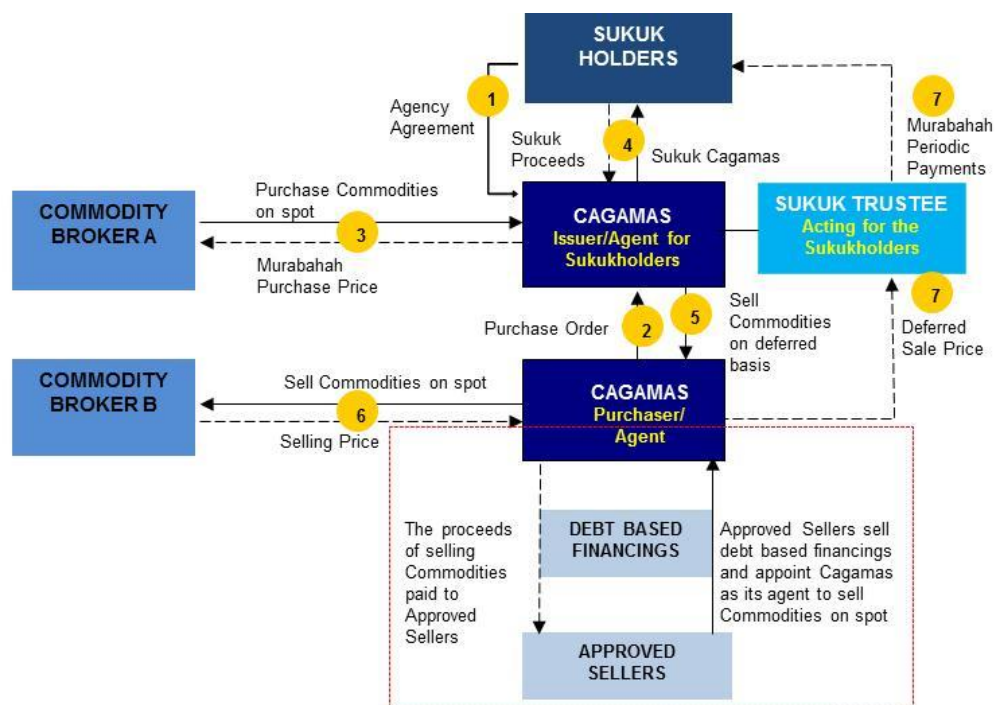 SUKUK
HOLDERS
1
Agency
Agreement
Sukuk
Proceeds
4
Sukuk Cagamas
7
Murabahah
Periodic
Payments
COMMODITY
BROKER A
Purchase Commodities
on spot
3
Murabahah
Purchase Price
CAGAMAS
Issuer/Agent for
Sukukholders
SUKUK TRUSTEE
Acting for the
Sukukholders
7
Deferred
Sale Price
Purchase Order
2
5
Sell
Commodities
on deferred
basis
COMMODITY
BROKER B
Sell Commodities on spot
6
Selling Price
CAGAMAS
Purchaser/
Agent
The proceeds
of selling
Commodities
paid to
Approved
Sellers
DEBT BASED
FINANCINGS
Approved Sellers sell
debt based financings
and appoint Cagamas
as its agent to sell
Commodities on spot
APPROVED
SELLERS